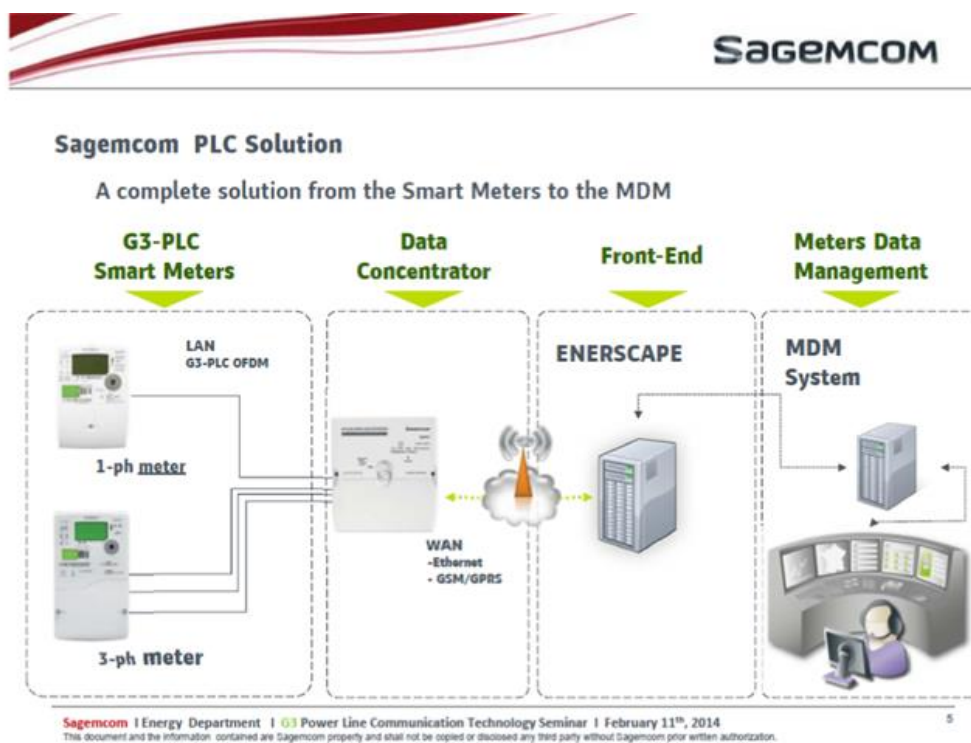 Sagemcom
Sagemcom PLC Solution
A complete solution from the Smart Meters to the MDM
G3-PLC
Smart Meters
Data
Concentrator
Front-End
Meters Data
Management
LAN
G3-PLC OFDM
1-ph meter
3-ph meter
WAN
-Ethernet
- GSM/GPRS
ENERSCAPE
MDM
System
Sagemcom I Energy Department I G3 Power Line Communication Technology Seminar I February 11th, 2014
5
This document and the information contained are Sagemcom property and shall not be copied or disclosed any third party without Sagemcom prior written authorization.